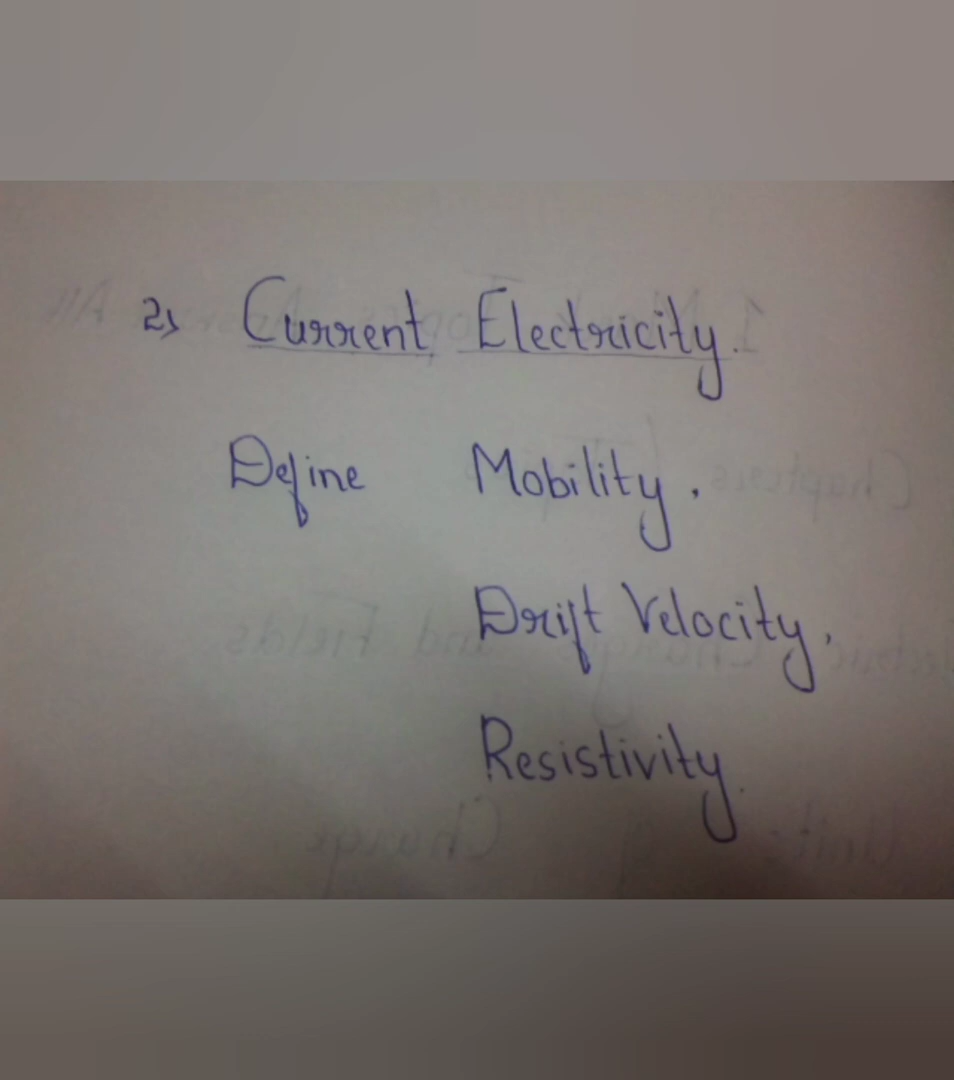 2) Current Electricity.
Define Mobility.
Drift Velocity,
Resistivity.